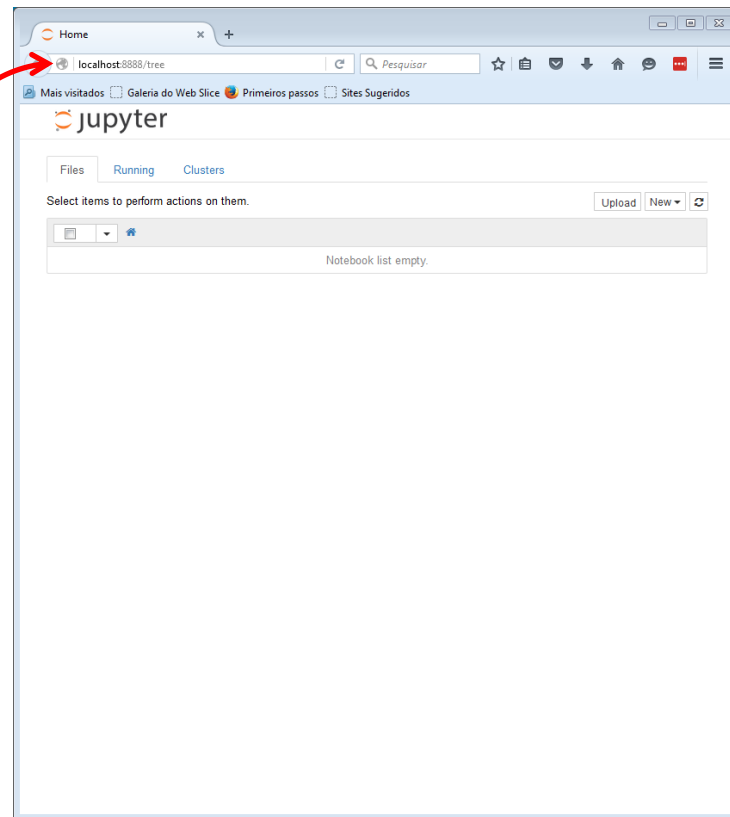 Home
localhost:8888/tree Pesquisar
Mais visitados Galeria do Web Slice Primeiros passos Sites Sugeridos
jupyter
Files Running Clusters
Select items to perform actions on them. Upload New
Notebook list empty.